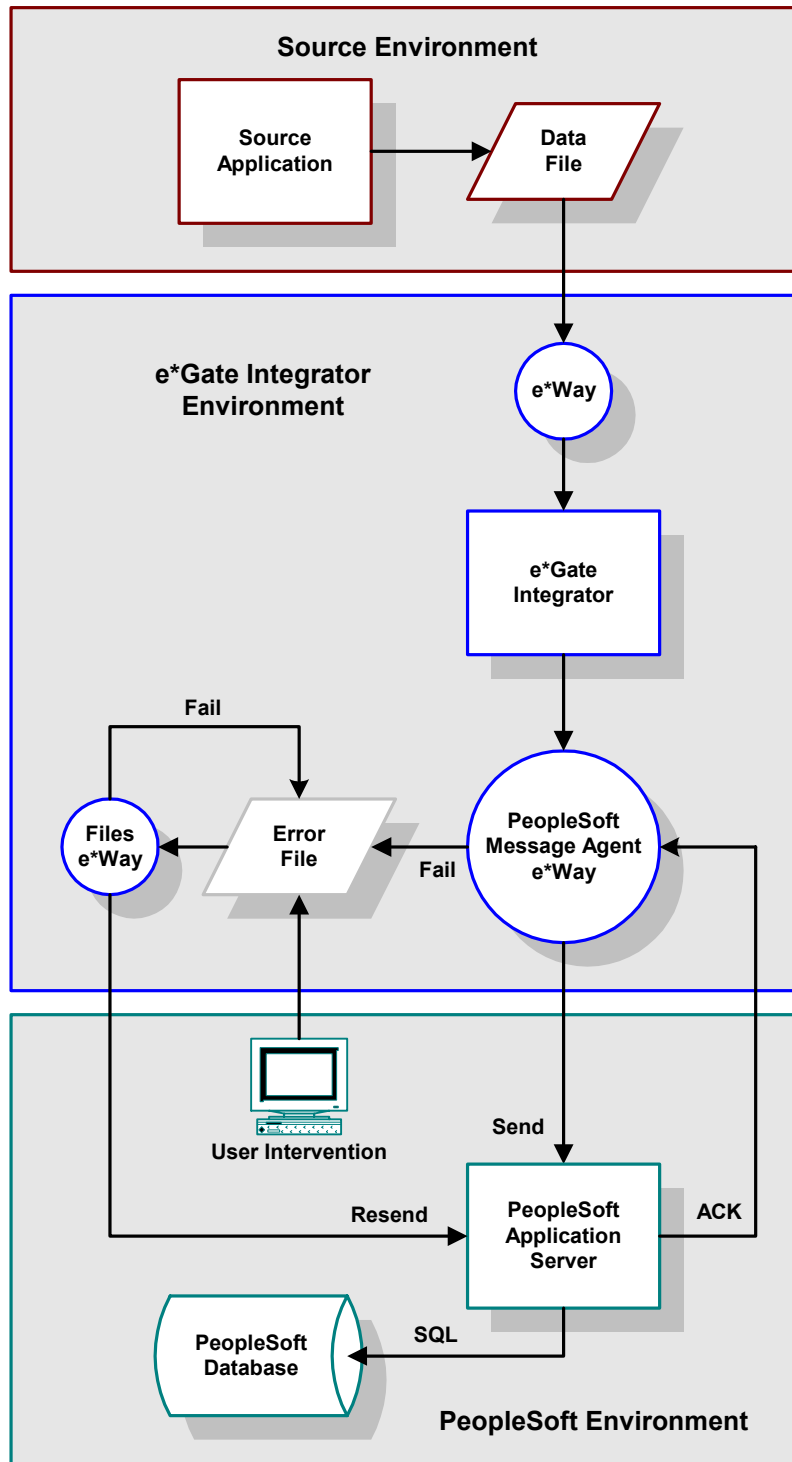 Source Environment
Source
Application
Data
File
e*Gate Integrator
Environment
e*Way
e*Gate
Integrator
Fail
Files
e*Way
Error
File
Fail
PeopleSoft
Message Agent
e*Way
User Intervention
Send
Resend
PeopleSoft
Application
Server
ACK
SQL
PeopleSoft
Database
PeopleSoft Environment